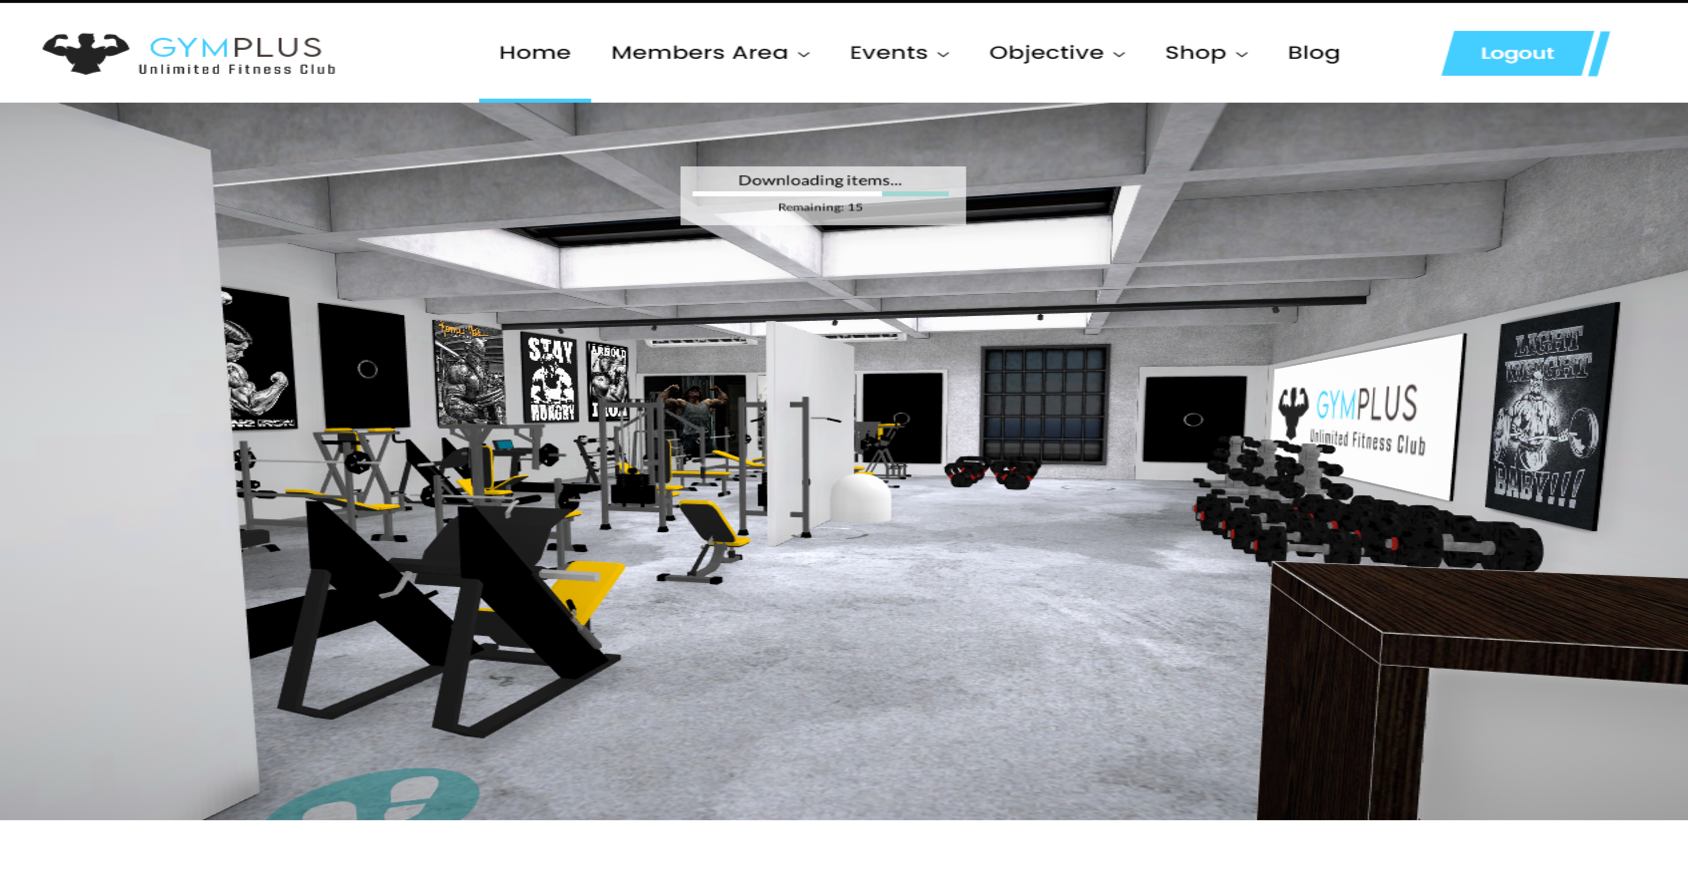 GYMPLUS
Unlimited Fitness Club
Home
Members Area
Events
Objective
Shop
Blog
Logout
Downloading items...
Remaining: 15
STAY
HUNGRY
ARNOLD
IRON
GYMPLUS
Unlimited Fitness Club
LIGHT
WEIGHT
BABY!!!